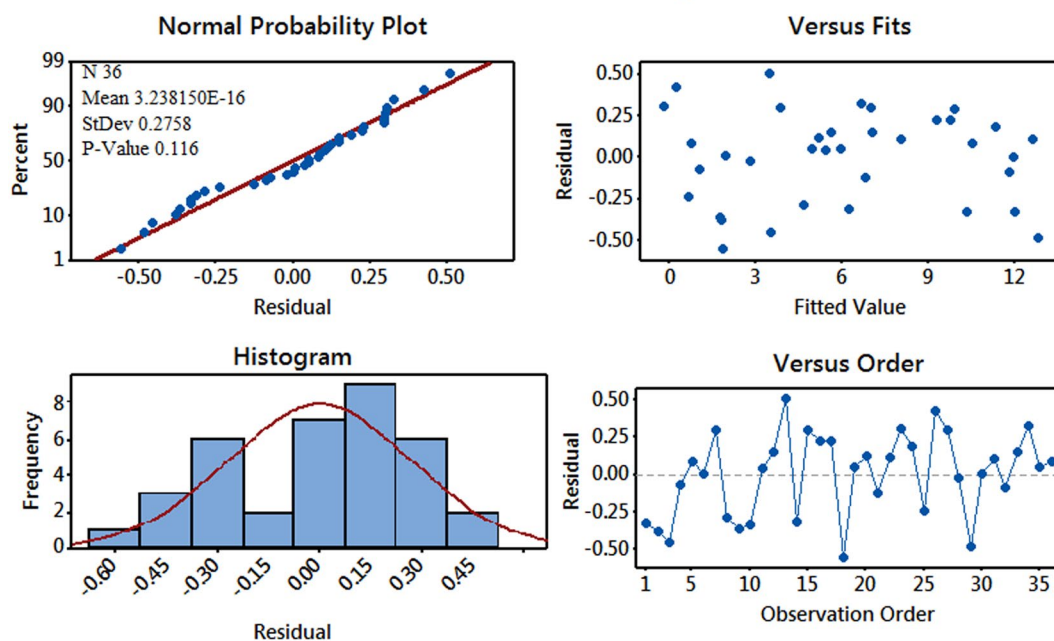 Normal Probability Plot
99
90
50
10
1
Percent
N 36
Mean 3.238150E-16
StDev 0.2758
P-Value 0.116
-0.50
-0.25
0.00
0.25
0.50
Residual
Versus Fits
0.50
0.25
0.00
-0.25
-0.50
Residual
0
3
6
9
12
Fitted Value
Histogram
8
6
4
2
0
Frequency
-0.60
-0.45
-0.30
-0.15
0.00
0.15
0.30
0.45
Residual
Versus Order
0.50
0.25
0.00
-0.25
-0.50
Residual
1
5
10
15
20
25
30
35
Observation Order